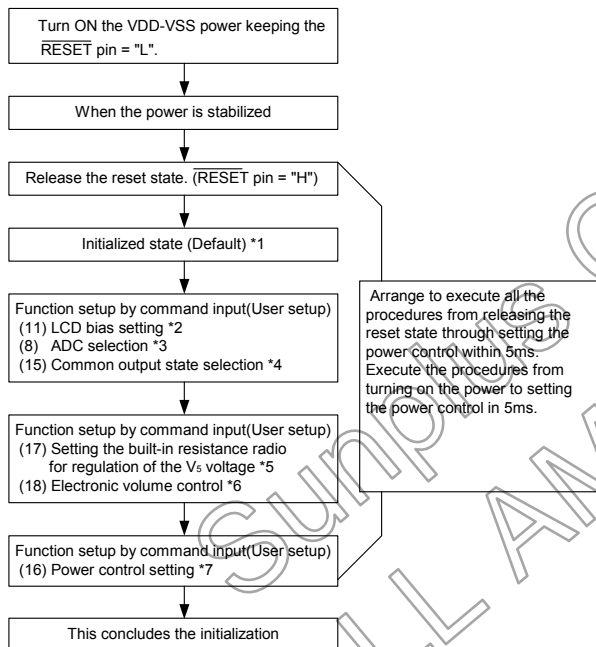 Turn ON the VDD-VSS power keeping the
RESET pin = "L".
When the power is stabilized
Release the reset state. (RESET pin = "H")
Initialized state (Default) *1
Function setup by command input(User setup)
(11) LCD bias setting *2
(8) ADC selection *3
(15) Common output state selection *4
Function setup by command input(User setup)
(17) Setting the built-in resistance radio
for regulation of the V5 voltage *5
(18) Electronic volume control *6
Function setup by command input(User setup)
(16) Power control setting *7
This concludes the initialization
Arrange to execute all the
procedures from releasing the
reset state through setting the
power control within 5ms.
Execute the procedures from
turning on the power to setting
the power control in 5ms.
Sunplus